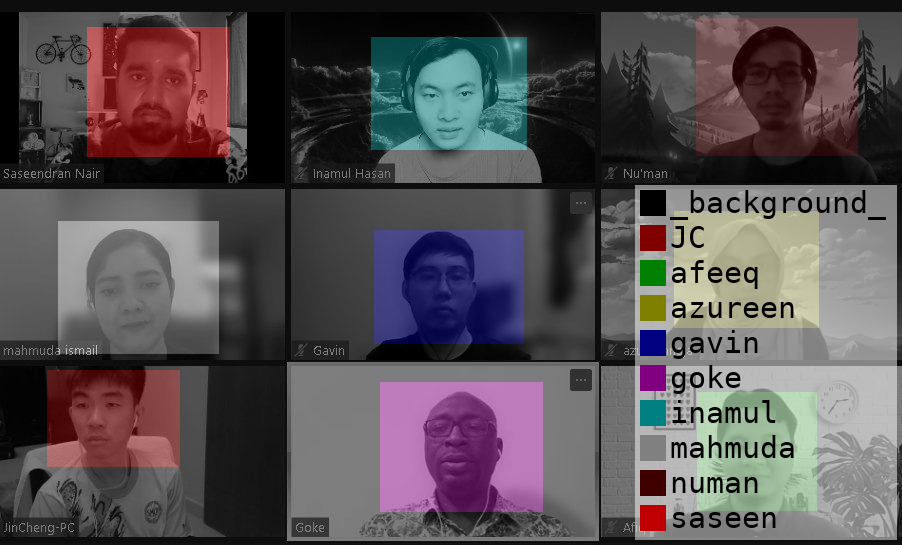 Saseendran Nair
Inamul Hasan
Nu'man
mahmuda ismail
Gavin
JinCheng-PC
Goke
_background_
JC
afeeq
azureen
gavin
goke
inamul
mahmuda
numan
saseen